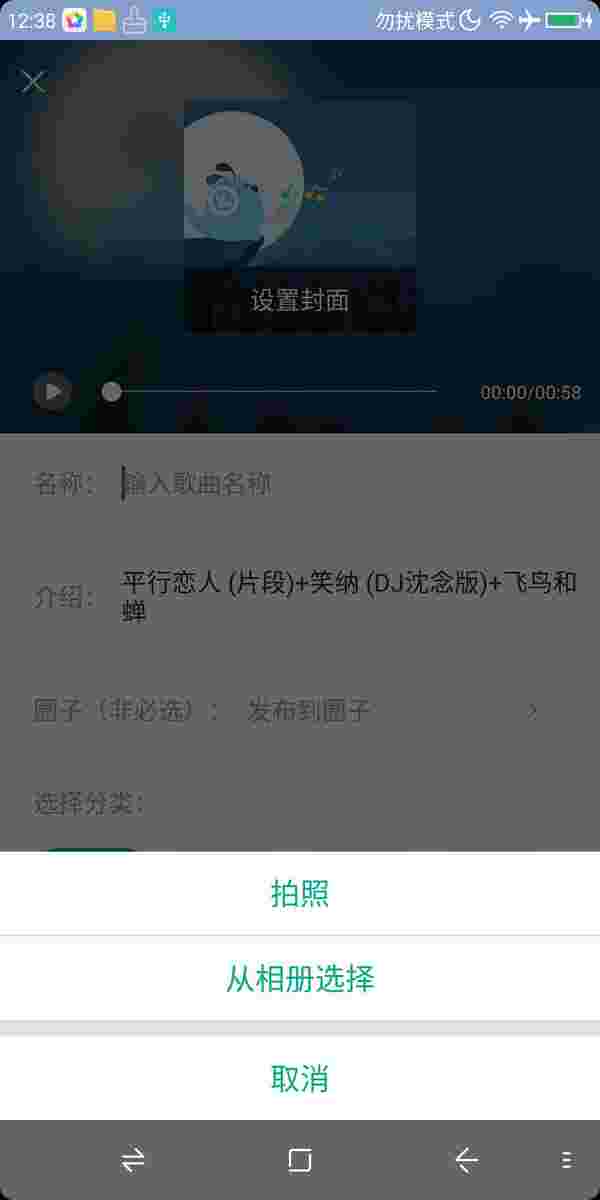 12:38
勿扰模式
设置封面
00:00/00:58
名称：
输入歌曲名称
介绍：
平行恋人 (片段)+笑纳 (DJ沈念版)+飞鸟和
蝉
圈子（非必选）：
发布到圈子
选择分类：
拍照
从相册选择
取消